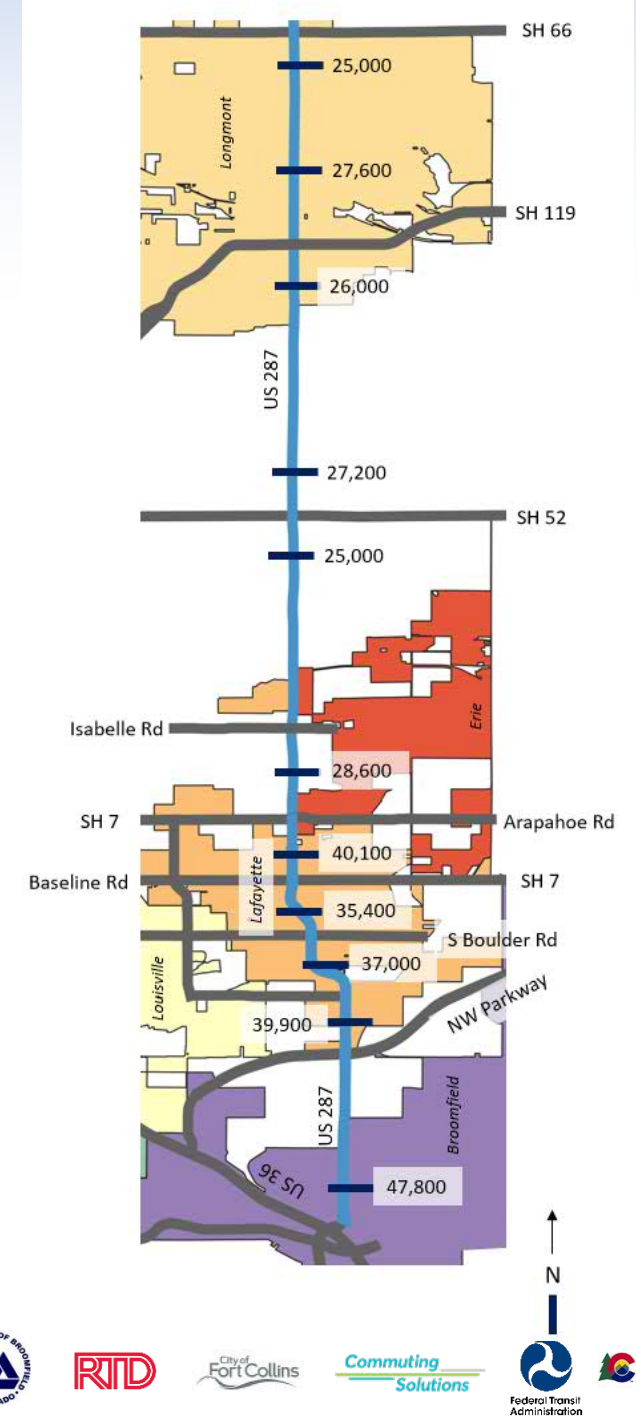 SH 66
25,000
Longmont
27,600
SH 119
26,000
US 287
27,200
SH 52
25,000
Erie
Isabelle Rd
28,600
SH 7
Arapahoe Rd
40,100
Lafayette
Baseline Rd
SH 7
35,400
S Boulder Rd
37,000
Louisville
NW Parkway
39,900
US 287
Broomfield
US 36
47,800
N
OF BROOMFIELD
RTD
City of
Fort Collins
Commuting
Solutions
Federal Transit
Administration